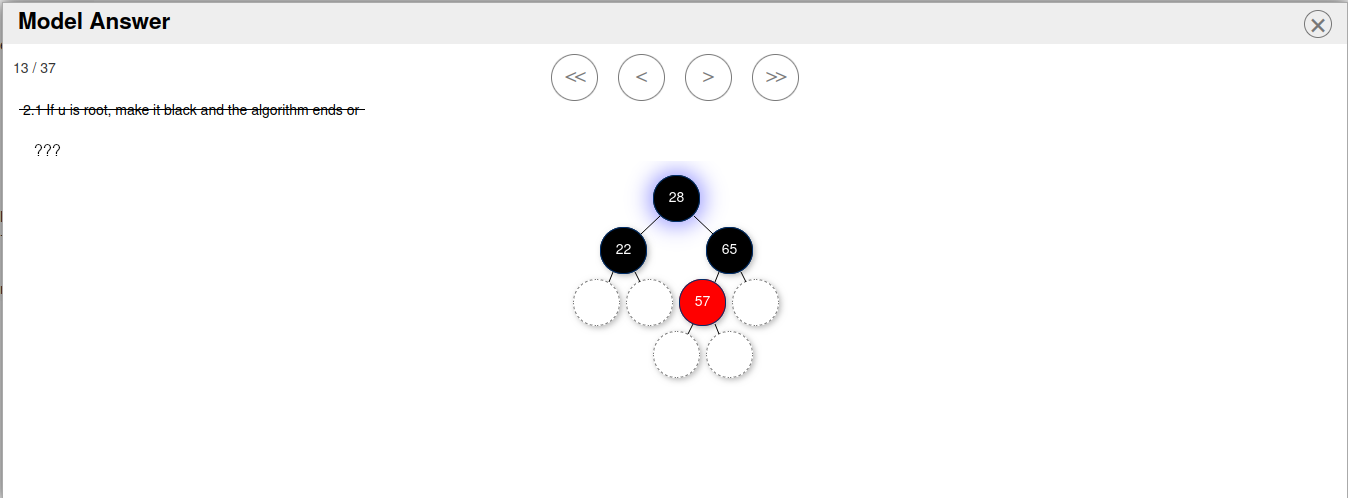 Model Answer
13 / 37
<< < > >>
2.1 If u is root, make it black and the algorithm ends or
???
28
22 65
57